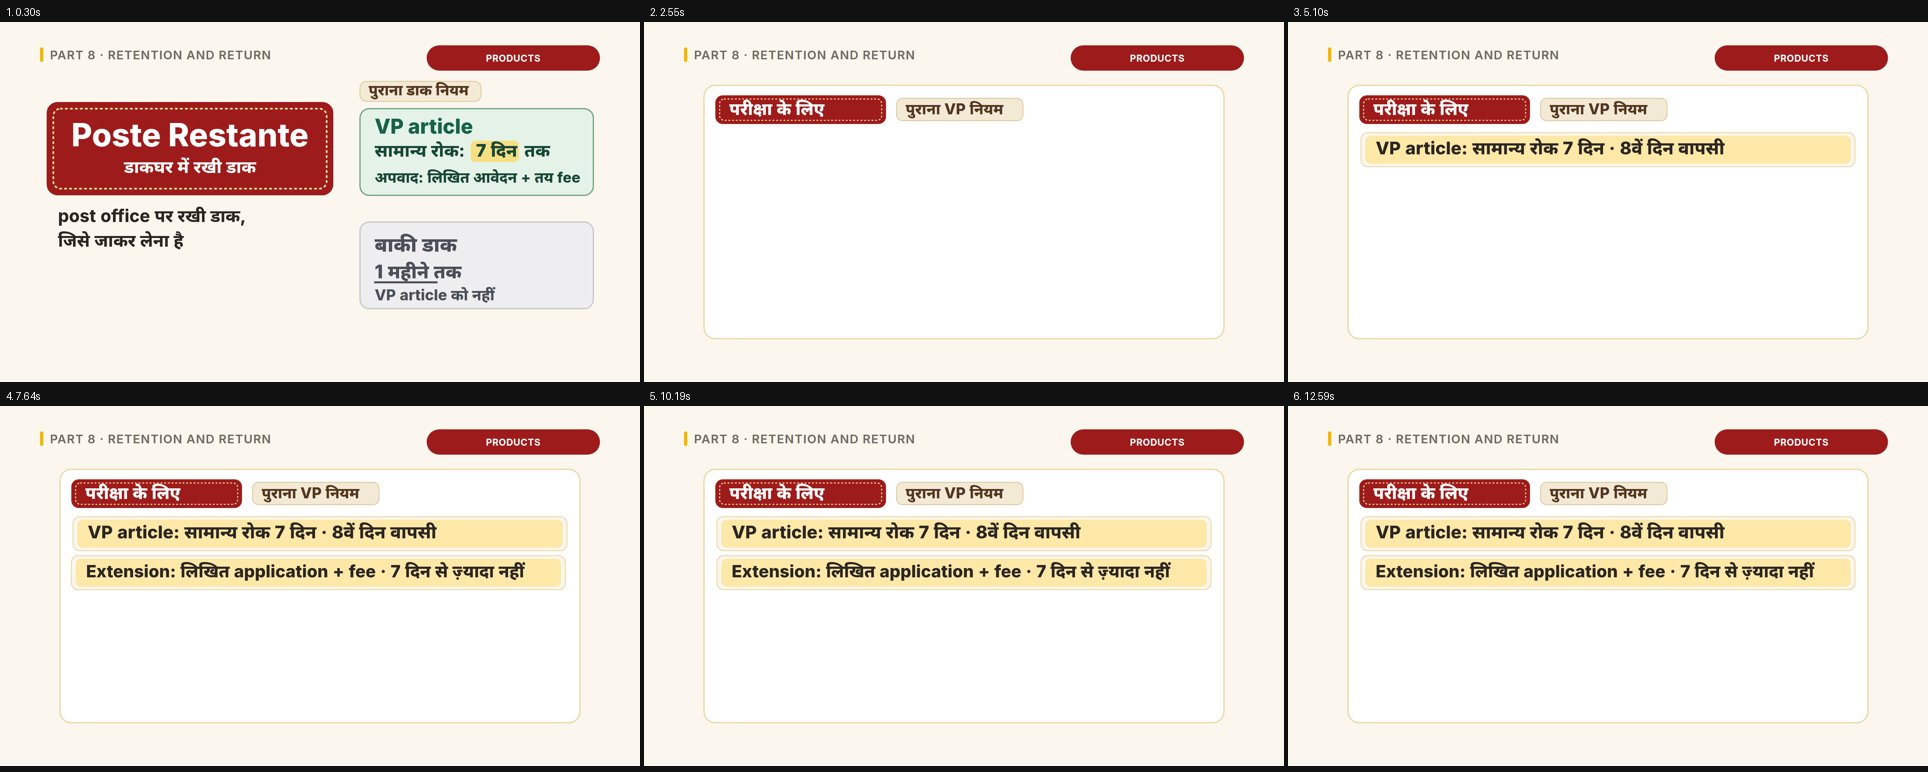 1. 0.30s
PART 8 · RETENTION AND RETURN
PRODUCTS
पुराना डाक नियम
Poste Restante
डाकघर में रखी डाक
post office पर रखी डाक,
जिसे जाकर लेना है
VP article
सामान्य रोक: 7 दिन तक
अपवाद: लिखित आवेदन + तय fee
बाकी डाक
1 महीने तक
VP article को नहीं
2. 2.55s
PART 8 · RETENTION AND RETURN
PRODUCTS
परीक्षा के लिए
पुराना VP नियम
3. 5.10s
PART 8 · RETENTION AND RETURN
PRODUCTS
परीक्षा के लिए
पुराना VP नियम
VP article: सामान्य रोक 7 दिन · 8वें दिन वापसी
4. 7.64s
PART 8 · RETENTION AND RETURN
PRODUCTS
परीक्षा के लिए
पुराना VP नियम
VP article: सामान्य रोक 7 दिन · 8वें दिन वापसी
Extension: लिखित application + fee · 7 दिन से ज़्यादा नहीं
5. 10.19s
PART 8 · RETENTION AND RETURN
PRODUCTS
परीक्षा के लिए
पुराना VP नियम
VP article: सामान्य रोक 7 दिन · 8वें दिन वापसी
Extension: लिखित application + fee · 7 दिन से ज़्यादा नहीं
6. 12.59s
PART 8 · RETENTION AND RETURN
PRODUCTS
परीक्षा के लिए
पुराना VP नियम
VP article: सामान्य रोक 7 दिन · 8वें दिन वापसी
Extension: लिखित application + fee · 7 दिन से ज़्यादा नहीं